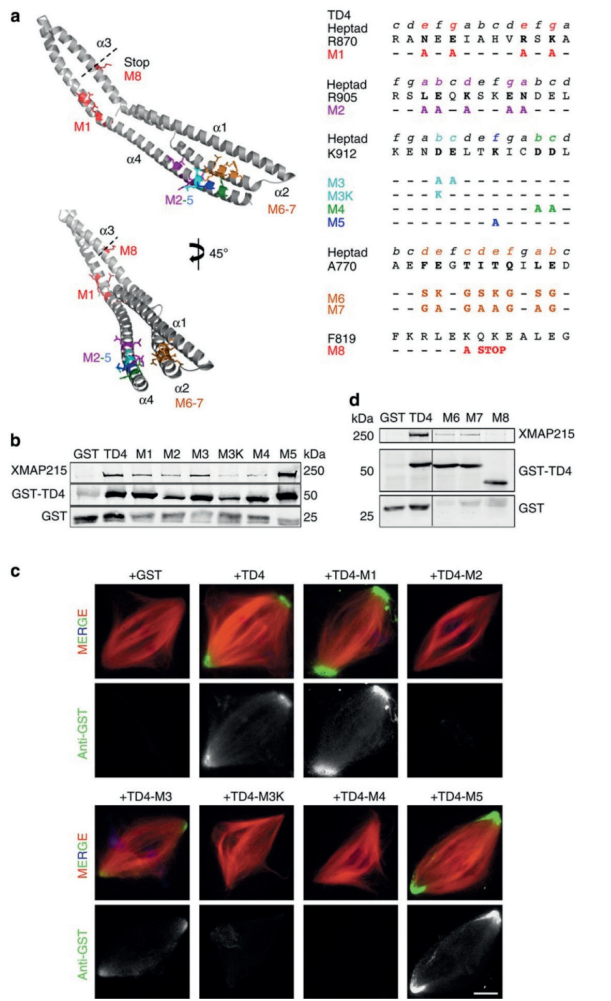 a
α3
Stop
M8
M1
α1
α4
α2
M2-5
M6-7
α3
M8
45°
M1
α1
M2-5
α2
M6-7
α4
TD4
Heptad c d e f g a b c d e f g a
R870 R A N E E I A H V R S K A
M1 – – A – A – – – – A – A –
Heptad f g a b c d e f g a b c d
R905 R S L E Q K S K E N D E L
M2 – – A A – A – – A A – – –
Heptad f g a b c d e f g a b c d
K912 K E N D E L T K I C D D L
M3 – – – A A – – – – – – – –
M3K – – – K – – – – – – – – –
M4 – – – – – – – – – – A A –
M5 – – – – – – – A – – – – –
Heptad b c d e f c d e f g a b c
A770 A E F E G T I T Q I L E D
M6 – – S K – G S K G – S G –
M7 – – G A – G A A G – A G –
F819 F K R L E K Q K E A L E G
M8 – – – – – A STOP
b
GST TD4 M1 M2 M3 M3K M4 M5 kDa
XMAP215 250
GST-TD4 50
GST 25
d
kDa GST TD4 M6 M7 M8
250 XMAP215
50 GST-TD4
25 GST
c
+GST +TD4 +TD4-M1 +TD4-M2
MERGE
Anti-GST
+TD4-M3 +TD4-M3K +TD4-M4 +TD4-M5
MERGE
Anti-GST